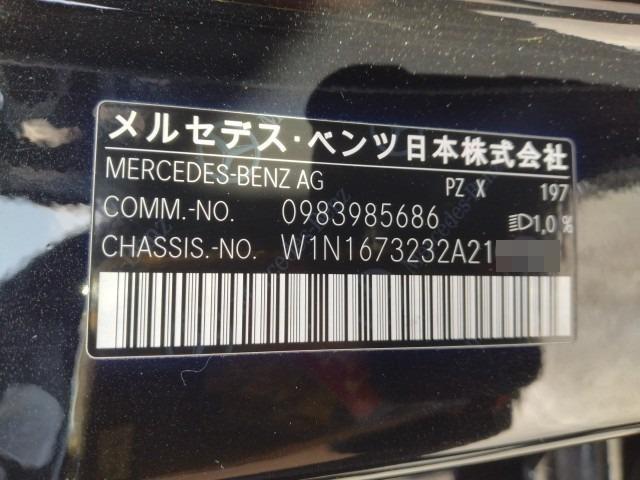 メルセデス・ベンツ日本株式会社
MERCEDES-BENZ AG PZ X 197
COMM.-NO. 0983985686 1,0 %
CHASSIS.-NO. W1N1673232A21